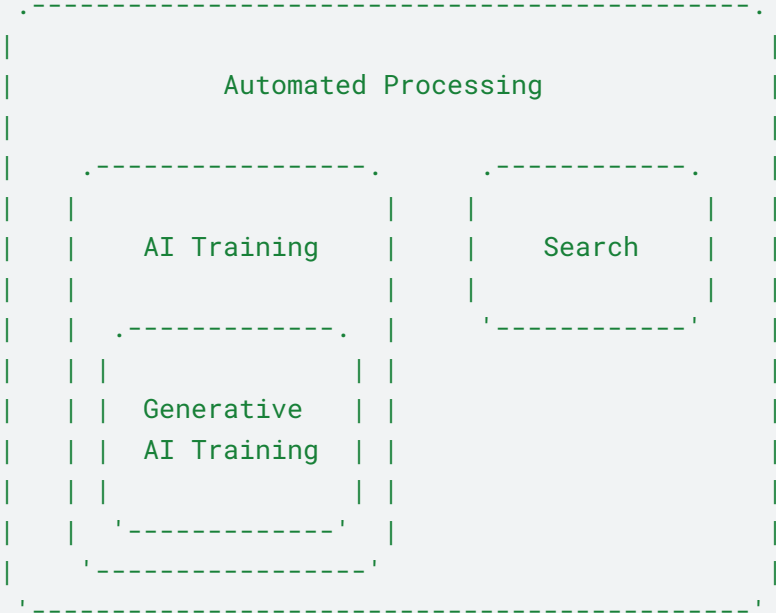 Automated Processing
AI Training
Search
Generative
AI Training